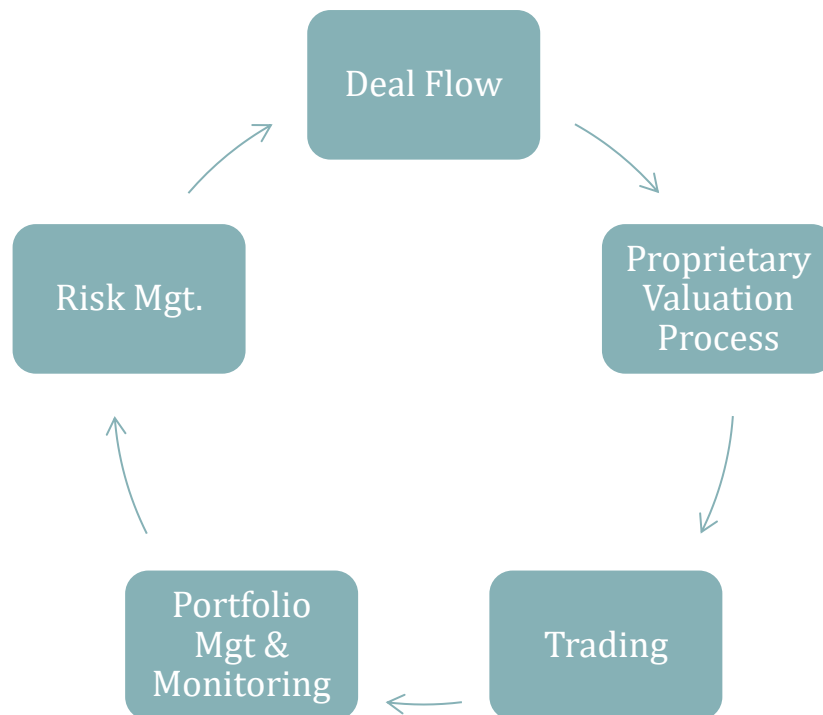 Deal Flow
Proprietary
Valuation
Process
Trading
Portfolio
Mgt &
Monitoring
Risk Mgt.